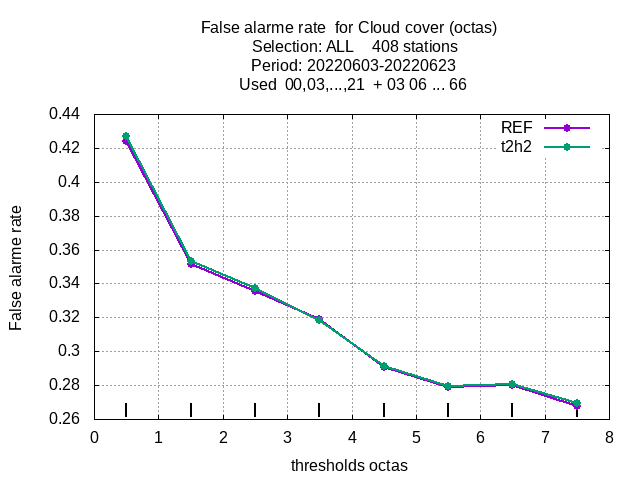 False alarme rate  for Cloud cover (octas)
Selection: ALL    408 stations
Period: 20220603-20220623
Used  00,03,...,21  + 03 06 ... 66
REF
t2h2
0.44
0.42
0.4
0.38
0.36
0.34
0.32
0.3
0.28
0.26
False alarme rate
0 1 2 3 4 5 6 7 8
thresholds octas